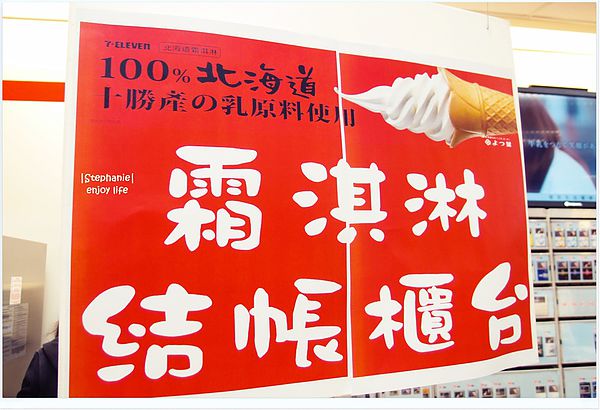 7-ELEVEN 北海道霜淇淋
100%北海道
十勝產の乳原料使用
よつ葉
|Stephanie|
enjoy life
霜淇淋
結帳櫃台